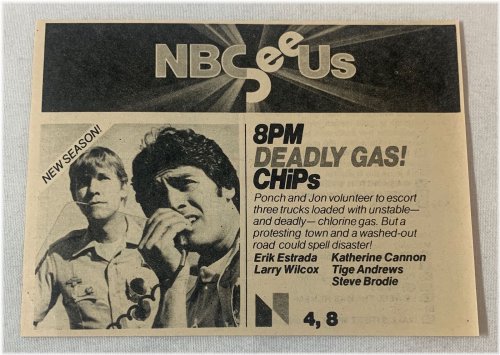 NBSee Us
NEW SEASON!
8PM
DEADLY GAS!
CHiPs
Ponch and Jon volunteer to escort
three trucks loaded with unstable—
and deadly—chlorine gas. But a
protesting town and a washed-out
road could spell disaster!
Erik Estrada Katherine Cannon
Larry Wilcox Tige Andrews
Steve Brodie
4, 8